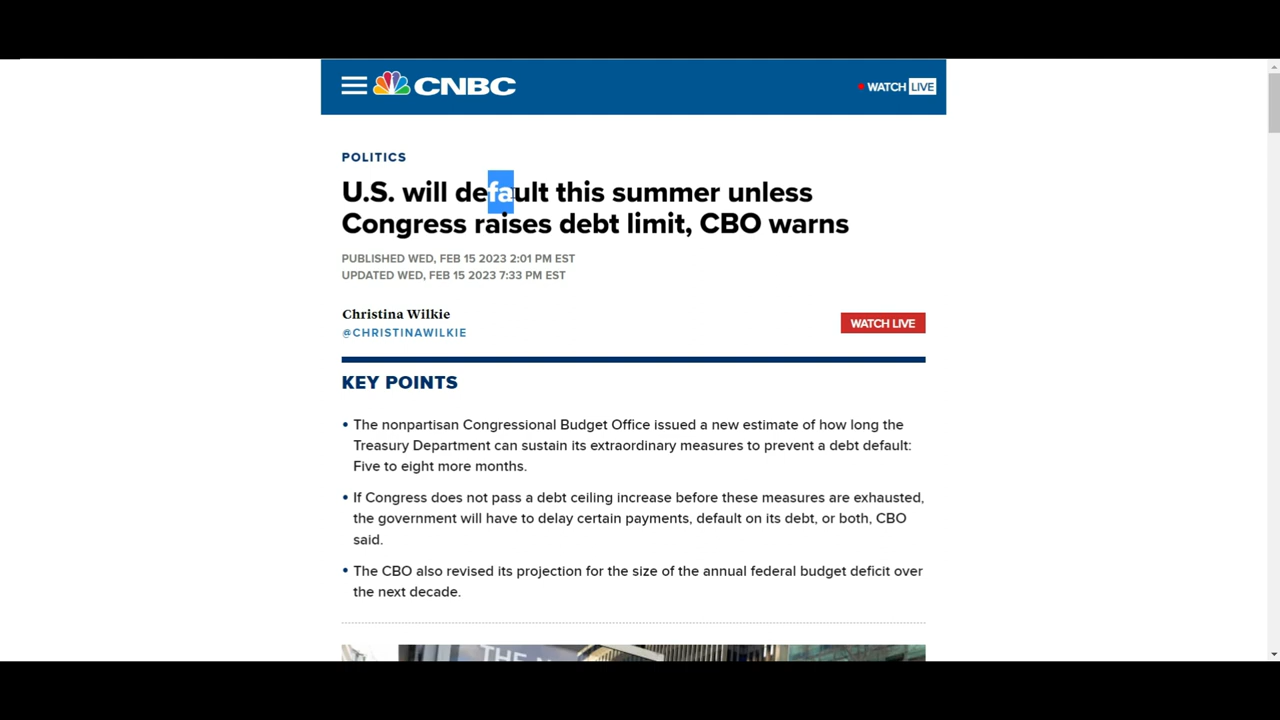 CNBC
WATCH LIVE
POLITICS
U.S. will default this summer unless
Congress raises debt limit, CBO warns
PUBLISHED WED, FEB 15 2023 2:01 PM EST
UPDATED WED, FEB 15 2023 7:33 PM EST
Christina Wilkie
@CHRISTINAWILKIE
WATCH LIVE
KEY POINTS
• The nonpartisan Congressional Budget Office issued a new estimate of how long the
Treasury Department can sustain its extraordinary measures to prevent a debt default:
Five to eight more months.
• If Congress does not pass a debt ceiling increase before these measures are exhausted,
the government will have to delay certain payments, default on its debt, or both, CBO
said.
• The CBO also revised its projection for the size of the annual federal budget deficit over
the next decade.
THE